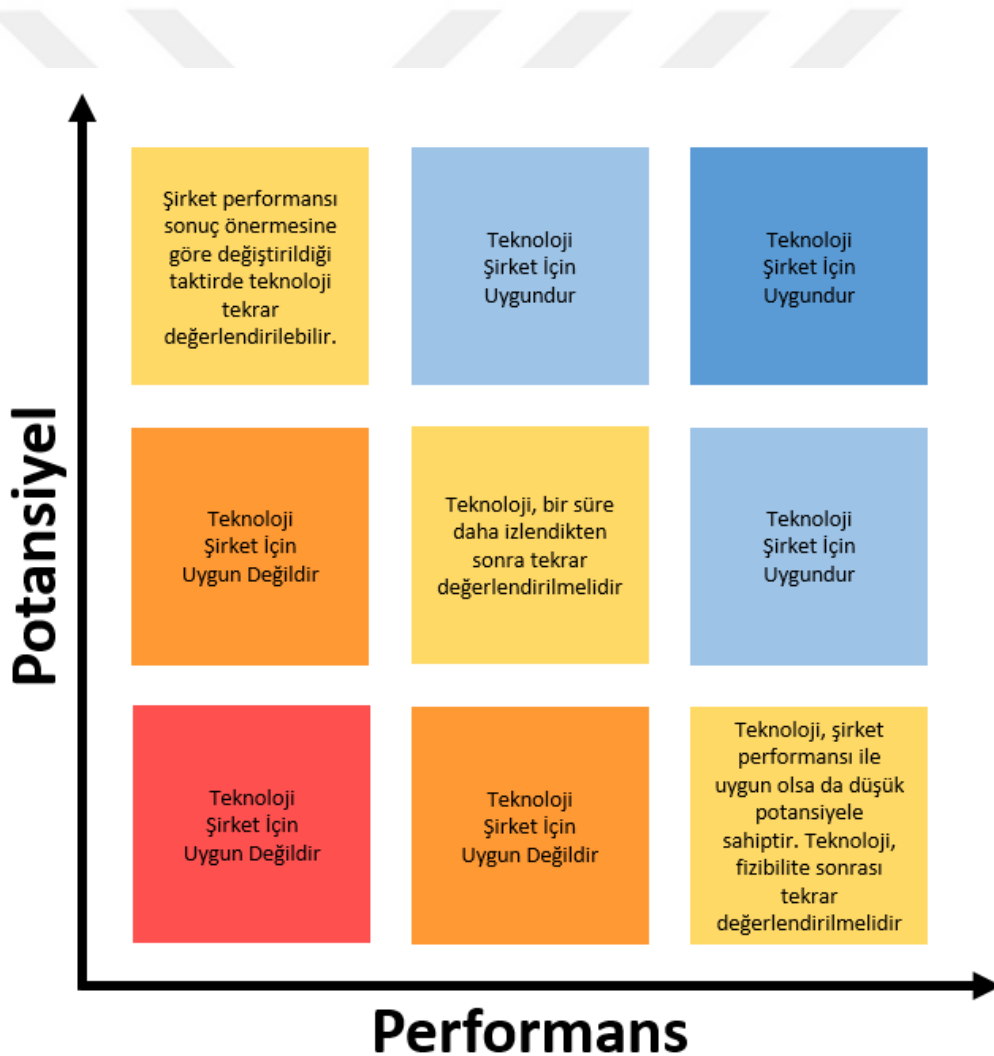 Şirket performansı
sonuç önermesine
göre değiştirildiği
taktirde teknoloji
tekrar
değerlendirilebilir.
Teknoloji
Şirket İçin
Uygundur
Teknoloji
Şirket İçin
Uygundur
Potansiyel
Teknoloji
Şirket İçin
Uygun Değildir
Teknoloji, bir süre
daha izlendikten
sonra tekrar
değerlendirilmelidir
Teknoloji
Şirket İçin
Uygundur
Teknoloji
Şirket İçin
Uygun Değildir
Teknoloji
Şirket İçin
Uygun Değildir
Teknoloji, şirket
performansı ile
uygun olsa da düşük
potansiyele
sahiptir. Teknoloji,
fizibilite sonrası
tekrar
değerlendirilmelidir
Performans